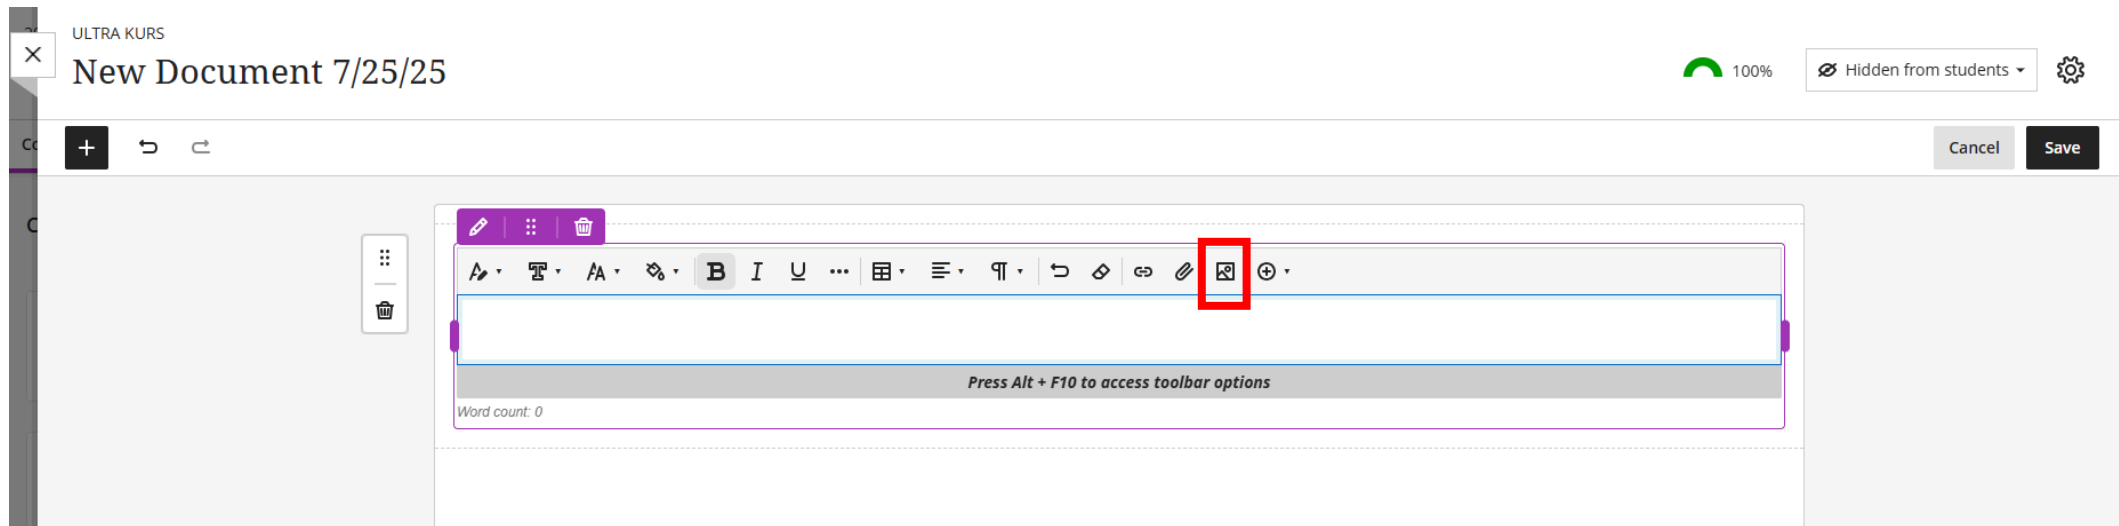 ULTRA KURS
New Document 7/25/25
100%
Hidden from students
Cancel
Save
Press Alt + F10 to access toolbar options
Word count: 0